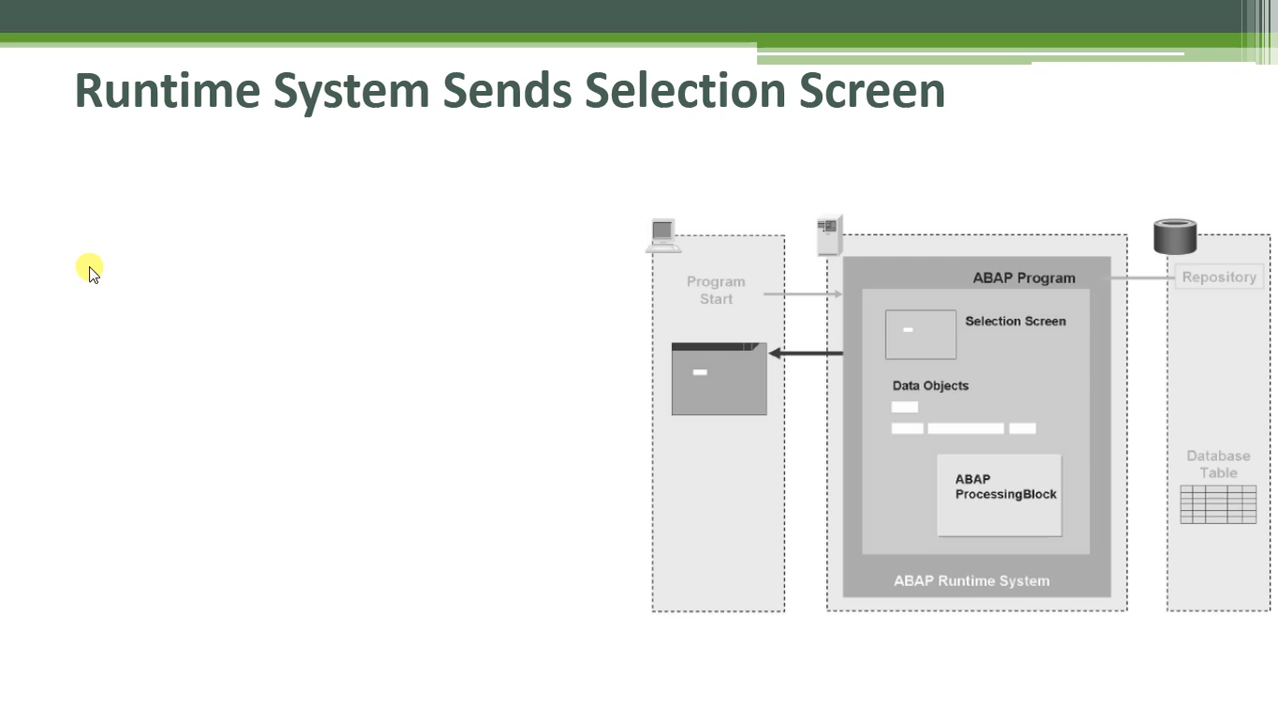 Runtime System Sends Selection Screen
Program
Start
ABAP Program
Selection Screen
Data Objects
ABAP
ProcessingBlock
ABAP Runtime System
Repository
Database
Table